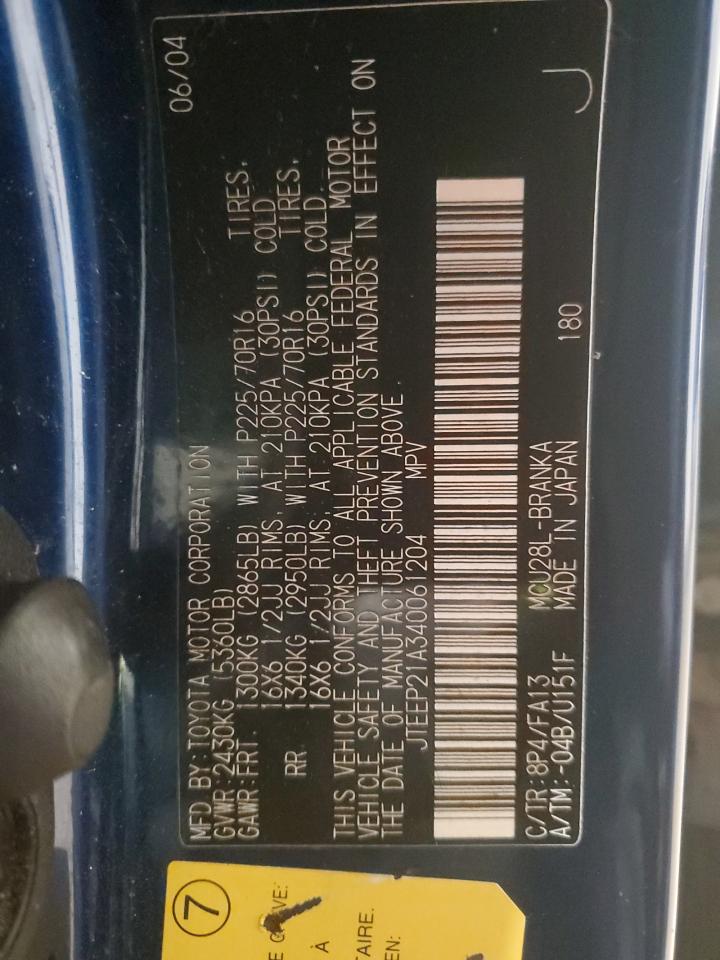 MFD BY:TOYOTA MOTOR CORPORATION 06/04
GVWR:2430KG (5360LB)
GAWR:FRT. 1300KG (2865LB) WITH P225/70R16 TIRES,
16X6 1/2JJ RIMS, AT 210KPA (30PSI) COLD
RR. 1340KG (2950LB) WITH P225/70R16 TIRES,
16X6 1/2JJ RIMS, AT 210KPA (30PSI) COLD.
THIS VEHICLE CONFORMS TO ALL APPLICABLE FEDERAL MOTOR
VEHICLE SAFETY AND THEFT PREVENTION STANDARDS IN EFFECT ON
THE DATE OF MANUFACTURE SHOWN ABOVE.
JTEEP21A340061204 MPV
C/TR:8P4/FA13 MCU28L-BRANKA 180 J
A/TM:-04B/U151F MADE IN JAPAN
7
À